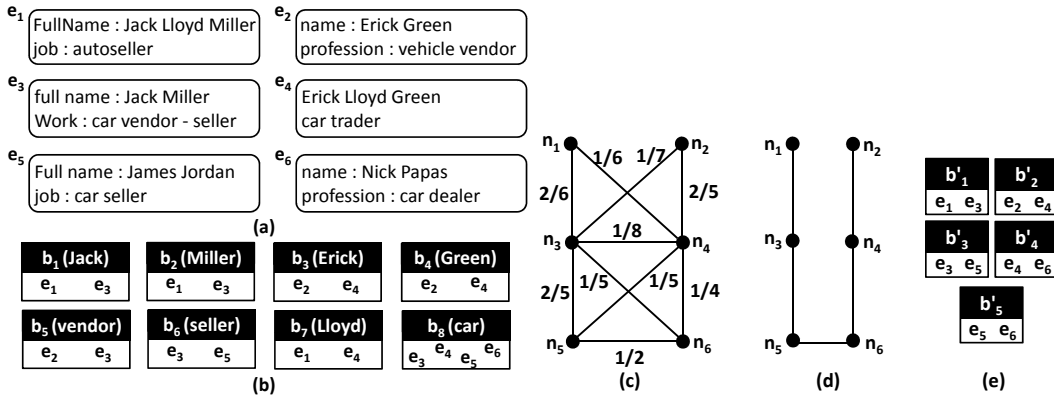 e1
FullName : Jack Lloyd Miller
job : autoseller
e2
name : Erick Green
profession : vehicle vendor
e3
full name : Jack Miller
Work : car vendor - seller
e4
Erick Lloyd Green
car trader
e5
Full name : James Jordan
job : car seller
e6
name : Nick Papas
profession : car dealer
(a)
b1 (Jack)
e1 e3
b2 (Miller)
e1 e3
b3 (Erick)
e2 e4
b4 (Green)
e2 e4
b5 (vendor)
e2 e3
b6 (seller)
e3 e5
b7 (Lloyd)
e1 e4
b8 (car)
e3 e4 e5 e6
(b)
n1 n2
1/6 1/7
2/6 2/5
n3 1/8 n4
2/5 1/5 1/5 1/4
n5 1/2 n6
(c)
n1 n2
n3 n4
n5 n6
(d)
b'1 b'2
e1 e3 e2 e4
b'3 b'4
e3 e5 e4 e6
b'5
e5 e6
(e)